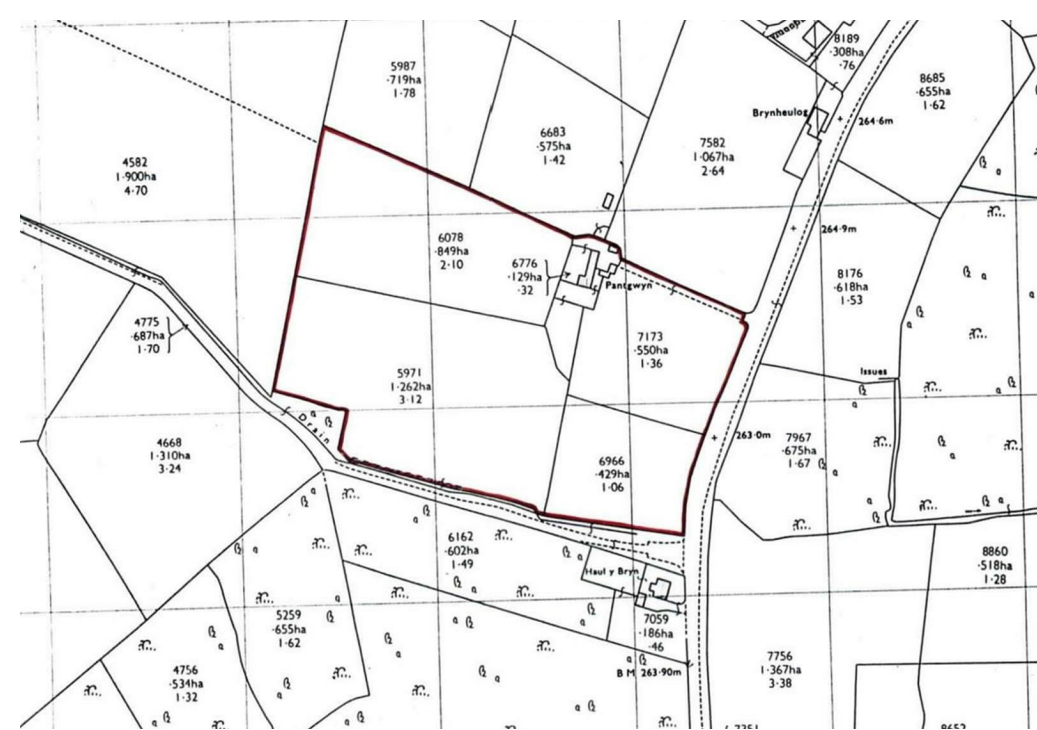 8189
·308ha
·76
5987
·719ha
1·78
8685
·655ha
1·62
Brynheulog
264·6m
6683
·575ha
1·42
7582
1·067ha
2·64
4582
1·900ha
4·70
264·9m
6078
·849ha
2·10
6776
·129ha
·32
Pantgwyn
8176
·618ha
1·53
4775
·687ha
1·70
7173
·550ha
1·36
Issues
5971
1·262ha
3·12
Drain
263·0m
7967
·675ha
1·67
4668
1·310ha
3·24
6966
·429ha
1·06
6162
·602ha
1·49
8860
·518ha
1·28
Haul y Bryn
5259
·655ha
1·62
7059
·186ha
·46
B M 263·90m
4756
·534ha
1·32
7756
1·367ha
3·38